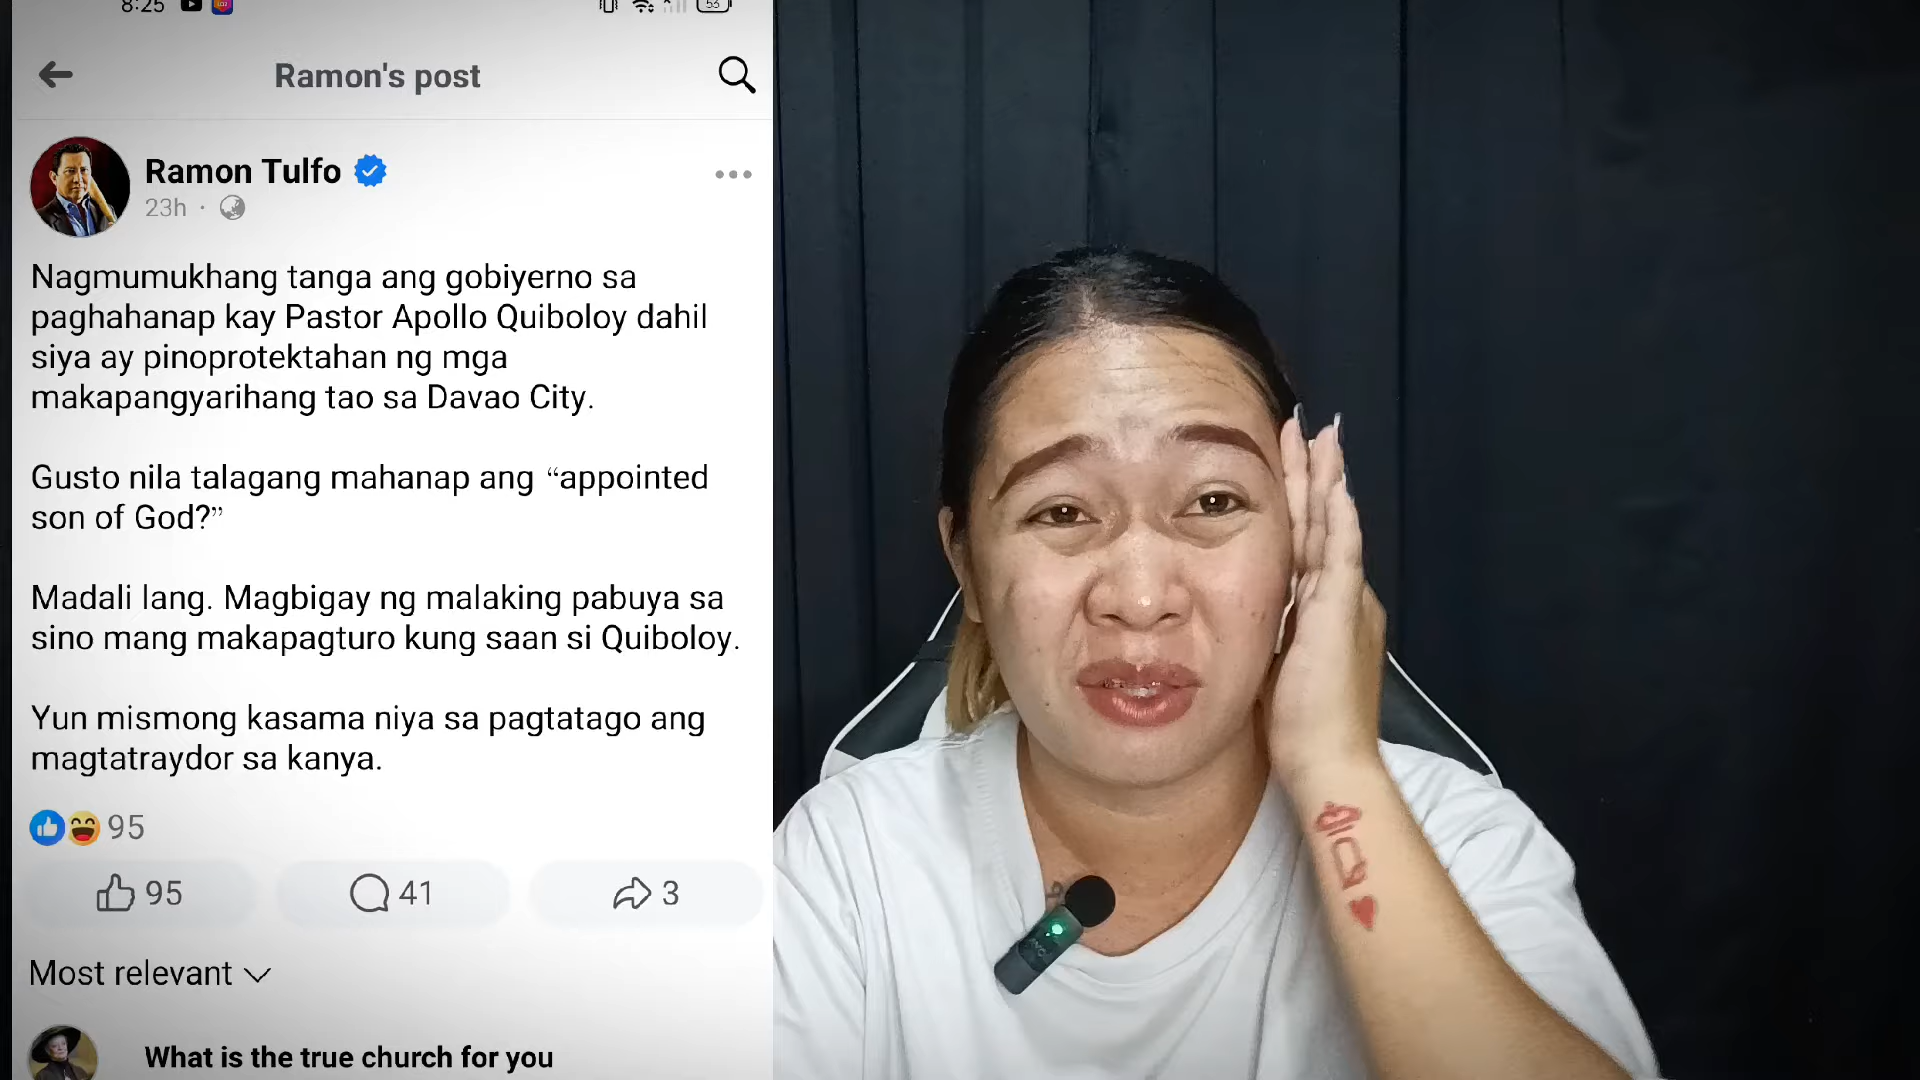 8:25
53
Ramon's post
Ramon Tulfo
23h ·
Nagmumukhang tanga ang gobiyerno sa
paghahanap kay Pastor Apollo Quiboloy dahil
siya ay pinoprotektahan ng mga
makapangyarihang tao sa Davao City.
Gusto nila talagang mahanap ang “appointed
son of God?”
Madali lang. Magbigay ng malaking pabuya sa
sino mang makapagturo kung saan si Quiboloy.
Yun mismong kasama niya sa pagtatago ang
magtatraydor sa kanya.
95
95
41
3
Most relevant
What is the true church for you